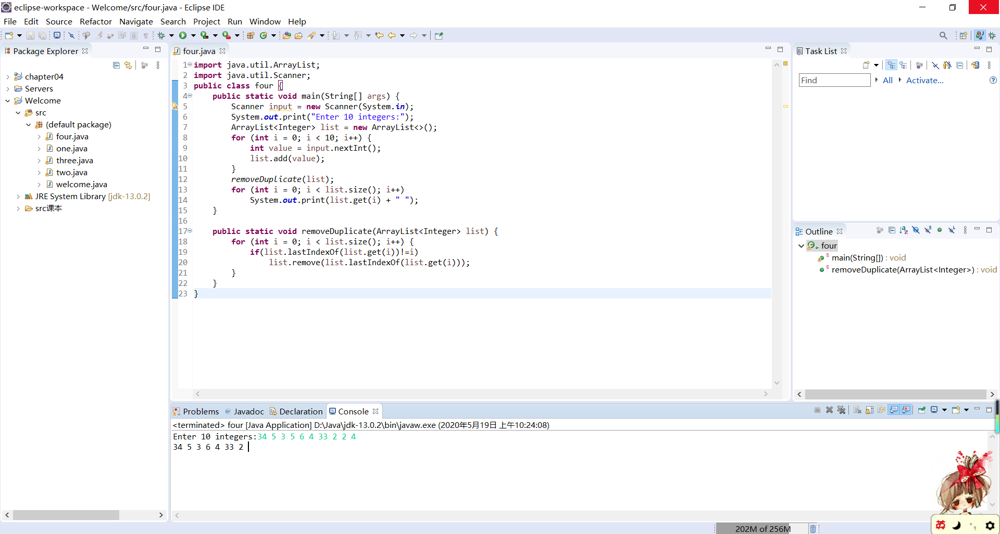 eclipse-workspace - Welcome/src/four.java - Eclipse IDE
File Edit Source Refactor Navigate Search Project Run Window Help
Package Explorer
chapter04
Servers
Welcome
src
(default package)
four.java
one.java
three.java
two.java
welcome.java
JRE System Library [jdk-13.0.2]
src课本
four.java
1 import java.util.ArrayList;
2 import java.util.Scanner;
3 public class four {
4     public static void main(String[] args) {
5         Scanner input = new Scanner(System.in);
6         System.out.print("Enter 10 integers:");
7         ArrayList<Integer> list = new ArrayList<>();
8         for (int i = 0; i < 10; i++) {
9             int value = input.nextInt();
10             list.add(value);
11         }
12         removeDuplicate(list);
13         for (int i = 0; i < list.size(); i++)
14             System.out.print(list.get(i) + " ");
15     }
16
17     public static void removeDuplicate(ArrayList<Integer> list) {
18         for (int i = 0; i < list.size(); i++) {
19             if(list.lastIndexOf(list.get(i))!=i)
20                 list.remove(list.lastIndexOf(list.get(i)));
21         }
22     }
23 }
Task List
Find All Activate...
Outline
four
main(String[]) : void
removeDuplicate(ArrayList<Integer>) : void
Problems @ Javadoc Declaration Console
<terminated> four [Java Application] D:\Java\jdk-13.0.2\bin\javaw.exe (2020年5月19日 上午10:24:08)
Enter 10 integers:34 5 3 5 6 4 33 2 2 4
34 5 3 6 4 33 2
202M of 256M
英